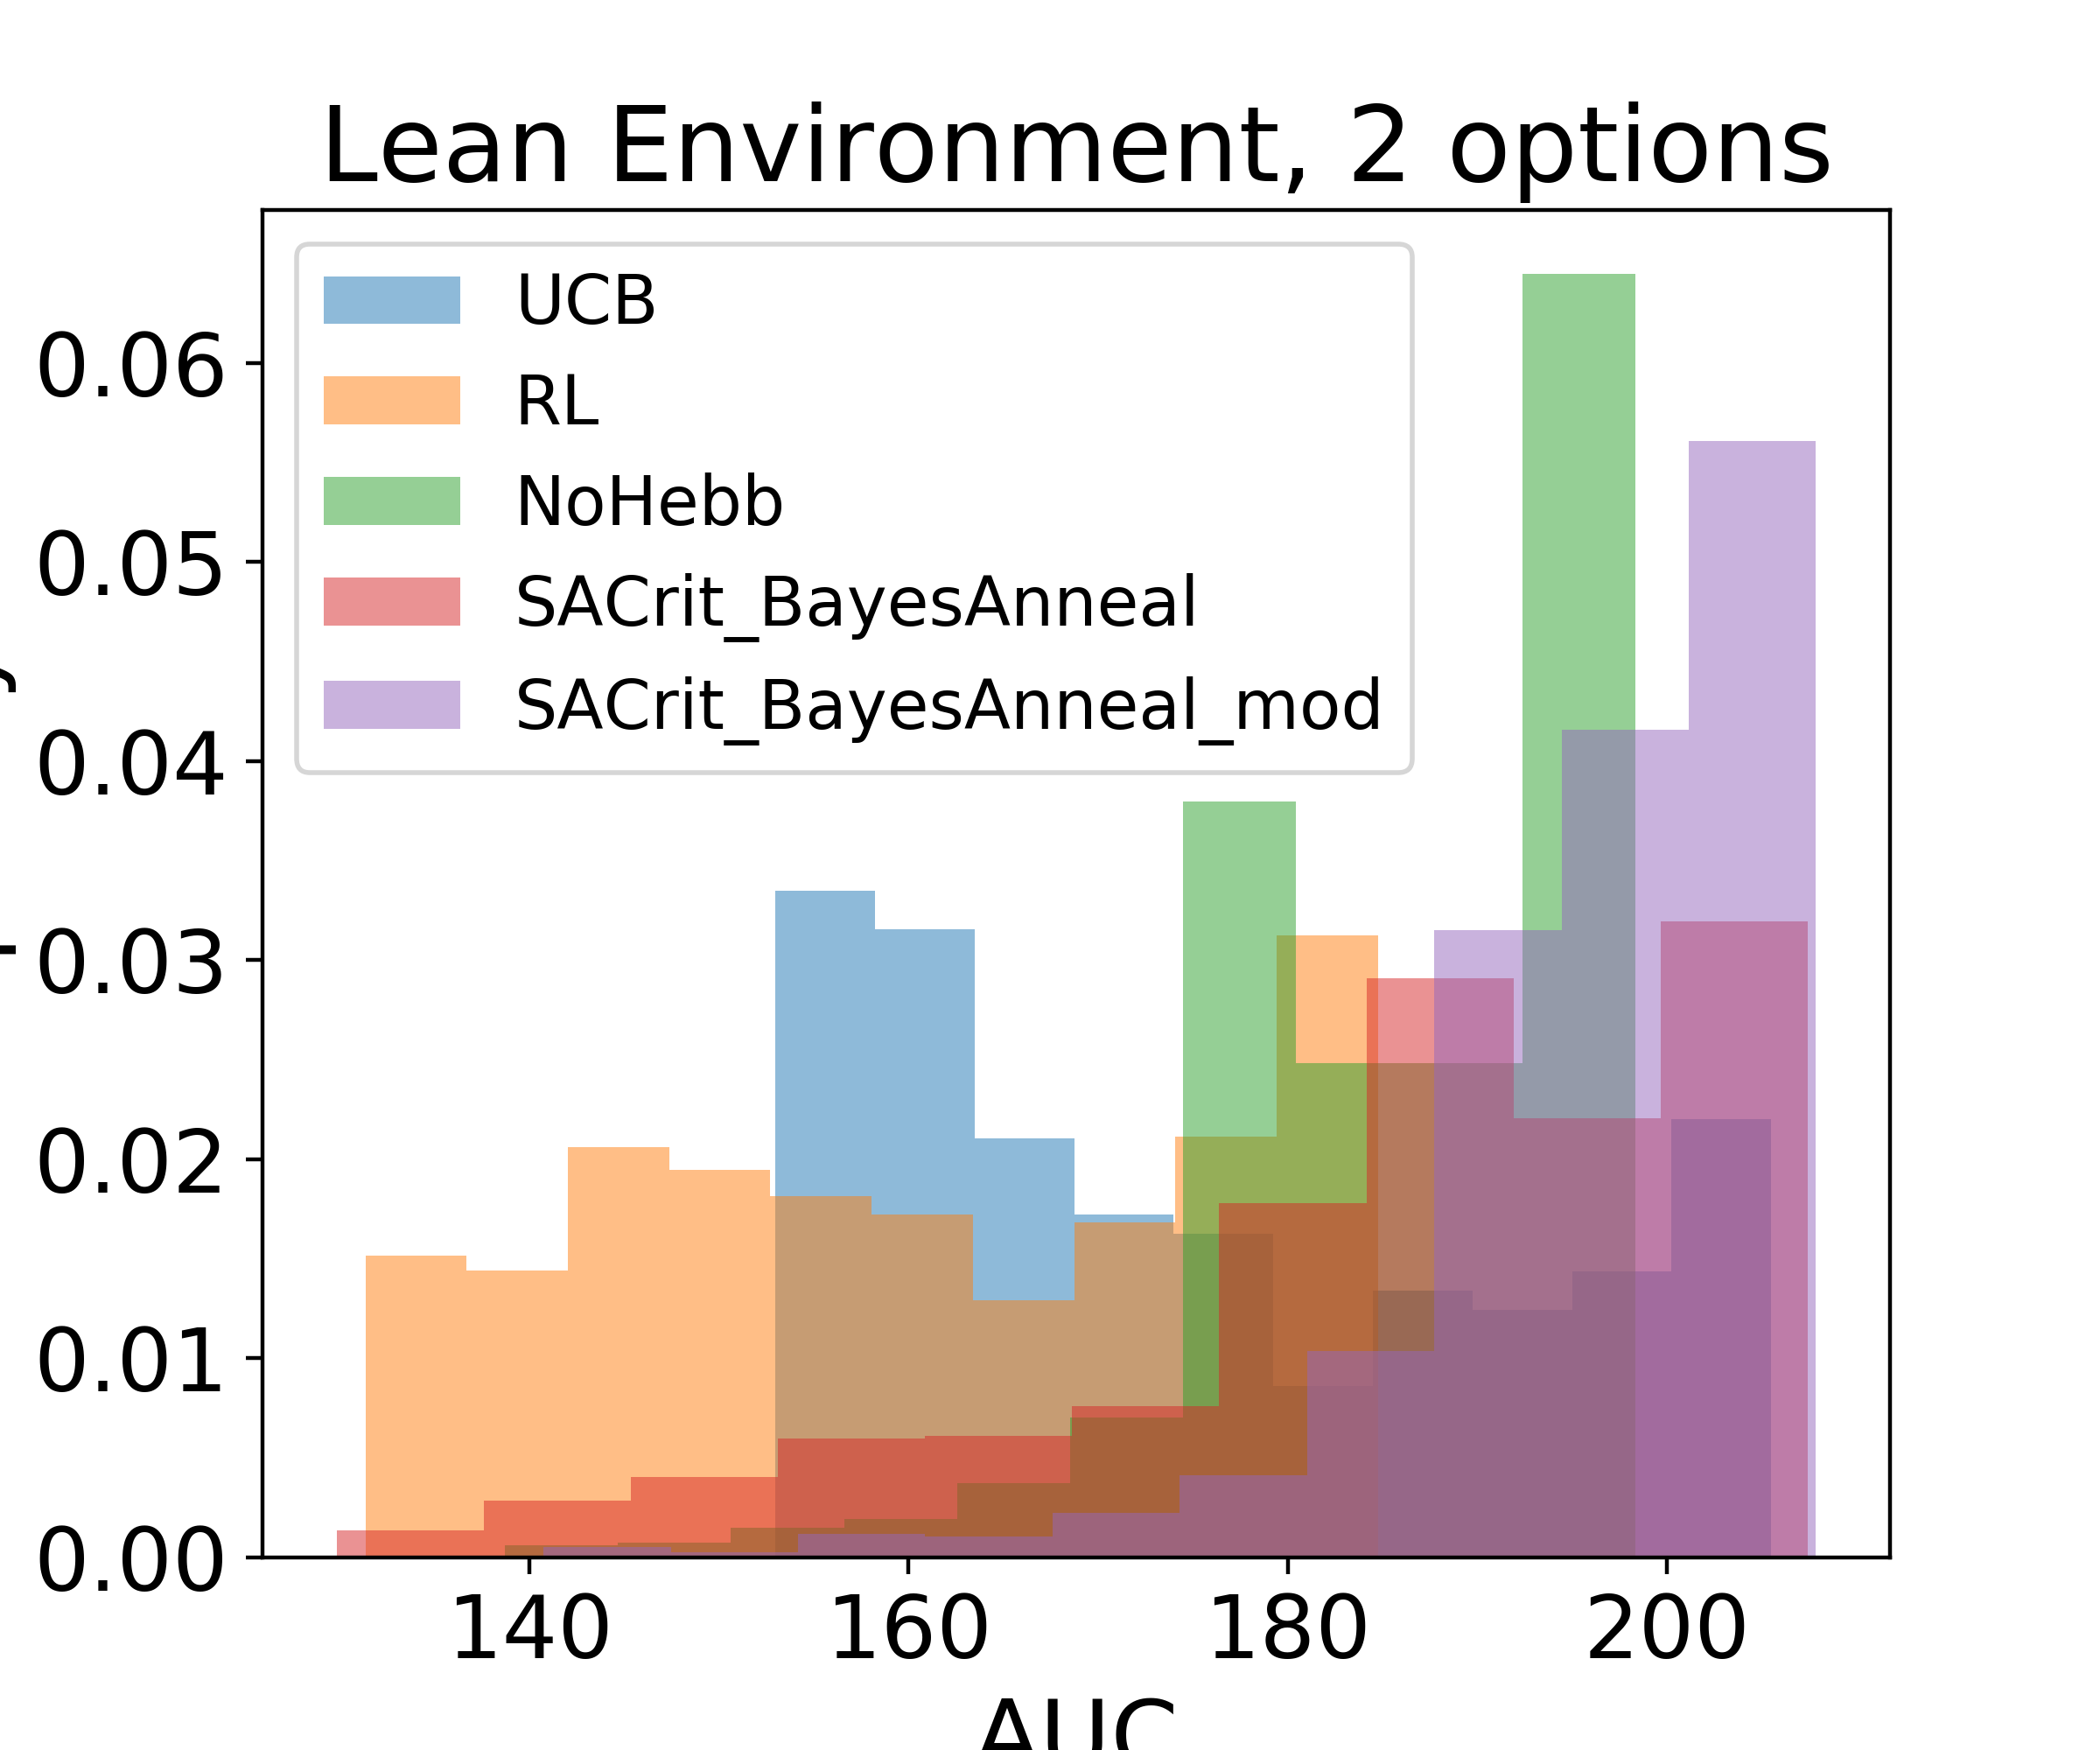 Lean Environment, 2 options
UCB
RL
NoHebb
SACrit_BayesAnneal
SACrit_BayesAnneal_mod
0.06
0.05
0.04
0.03
0.02
0.01
0.00
140 160 180 200
AUC